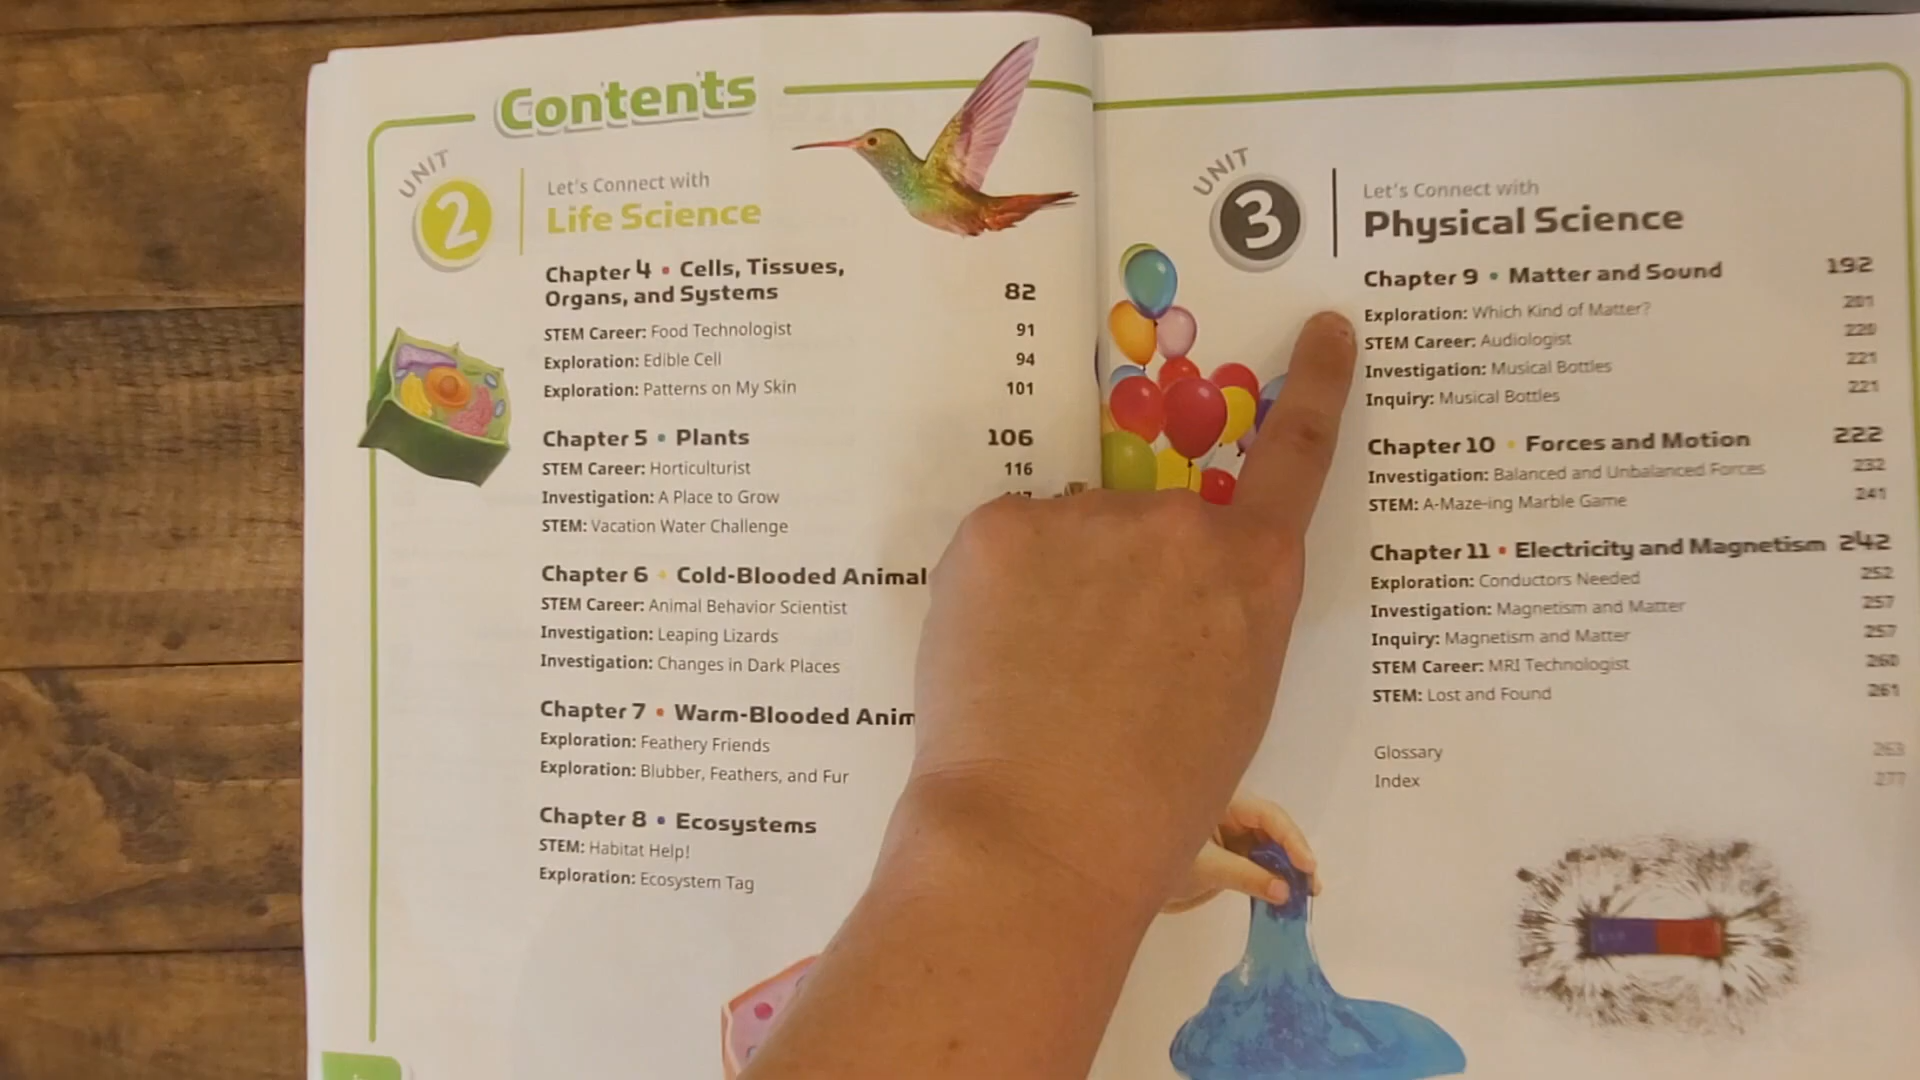 Contents
UNIT
2
Let's Connect with
Life Science
Chapter 4 • Cells, Tissues,
Organs, and Systems 82
STEM Career: Food Technologist 91
Exploration: Edible Cell 94
Exploration: Patterns on My Skin 101
Chapter 5 • Plants 106
STEM Career: Horticulturist 116
Investigation: A Place to Grow
STEM: Vacation Water Challenge
Chapter 6 • Cold-Blooded Animal
STEM Career: Animal Behavior Scientist
Investigation: Leaping Lizards
Investigation: Changes in Dark Places
Chapter 7 • Warm-Blooded Anim
Exploration: Feathery Friends
Exploration: Blubber, Feathers, and Fur
Chapter 8 • Ecosystems
STEM: Habitat Help!
Exploration: Ecosystem Tag
UNIT
3
Let's Connect with
Physical Science
Chapter 9 • Matter and Sound 192
Exploration: Which Kind of Matter? 201
STEM Career: Audiologist 220
Investigation: Musical Bottles 221
Inquiry: Musical Bottles 221
Chapter 10 • Forces and Motion 222
Investigation: Balanced and Unbalanced Forces 232
STEM: A-Maze-ing Marble Game 241
Chapter 11 • Electricity and Magnetism 242
Exploration: Conductors Needed 252
Investigation: Magnetism and Matter 257
Inquiry: Magnetism and Matter 257
STEM Career: MRI Technologist 260
STEM: Lost and Found 261
Glossary 263
Index 277